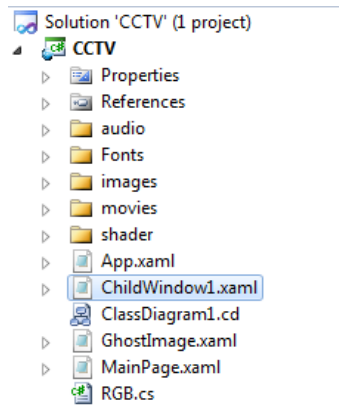 Solution 'CCTV' (1 project)
CCTV
Properties
References
audio
Fonts
images
movies
shader
App.xaml
ChildWindow1.xaml
ClassDiagram1.cd
GhostImage.xaml
MainPage.xaml
RGB.cs